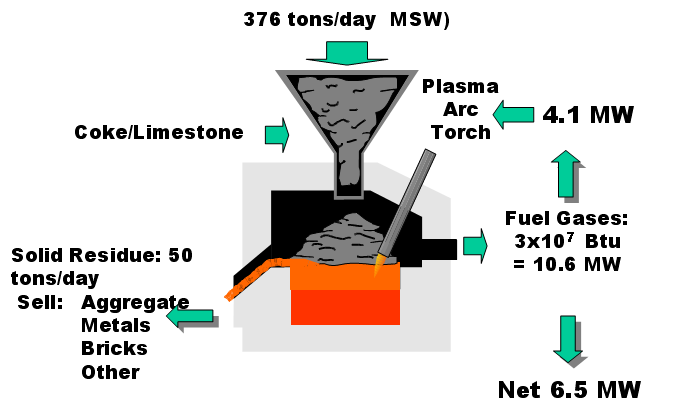 376 tons/day  MSW)
Plasma
Arc
Torch
4.1 MW
Coke/Limestone
Fuel Gases:
3x10⁷ Btu
= 10.6 MW
Solid Residue: 50
tons/day
Sell:   Aggregate
Metals
Bricks
Other
Net 6.5 MW